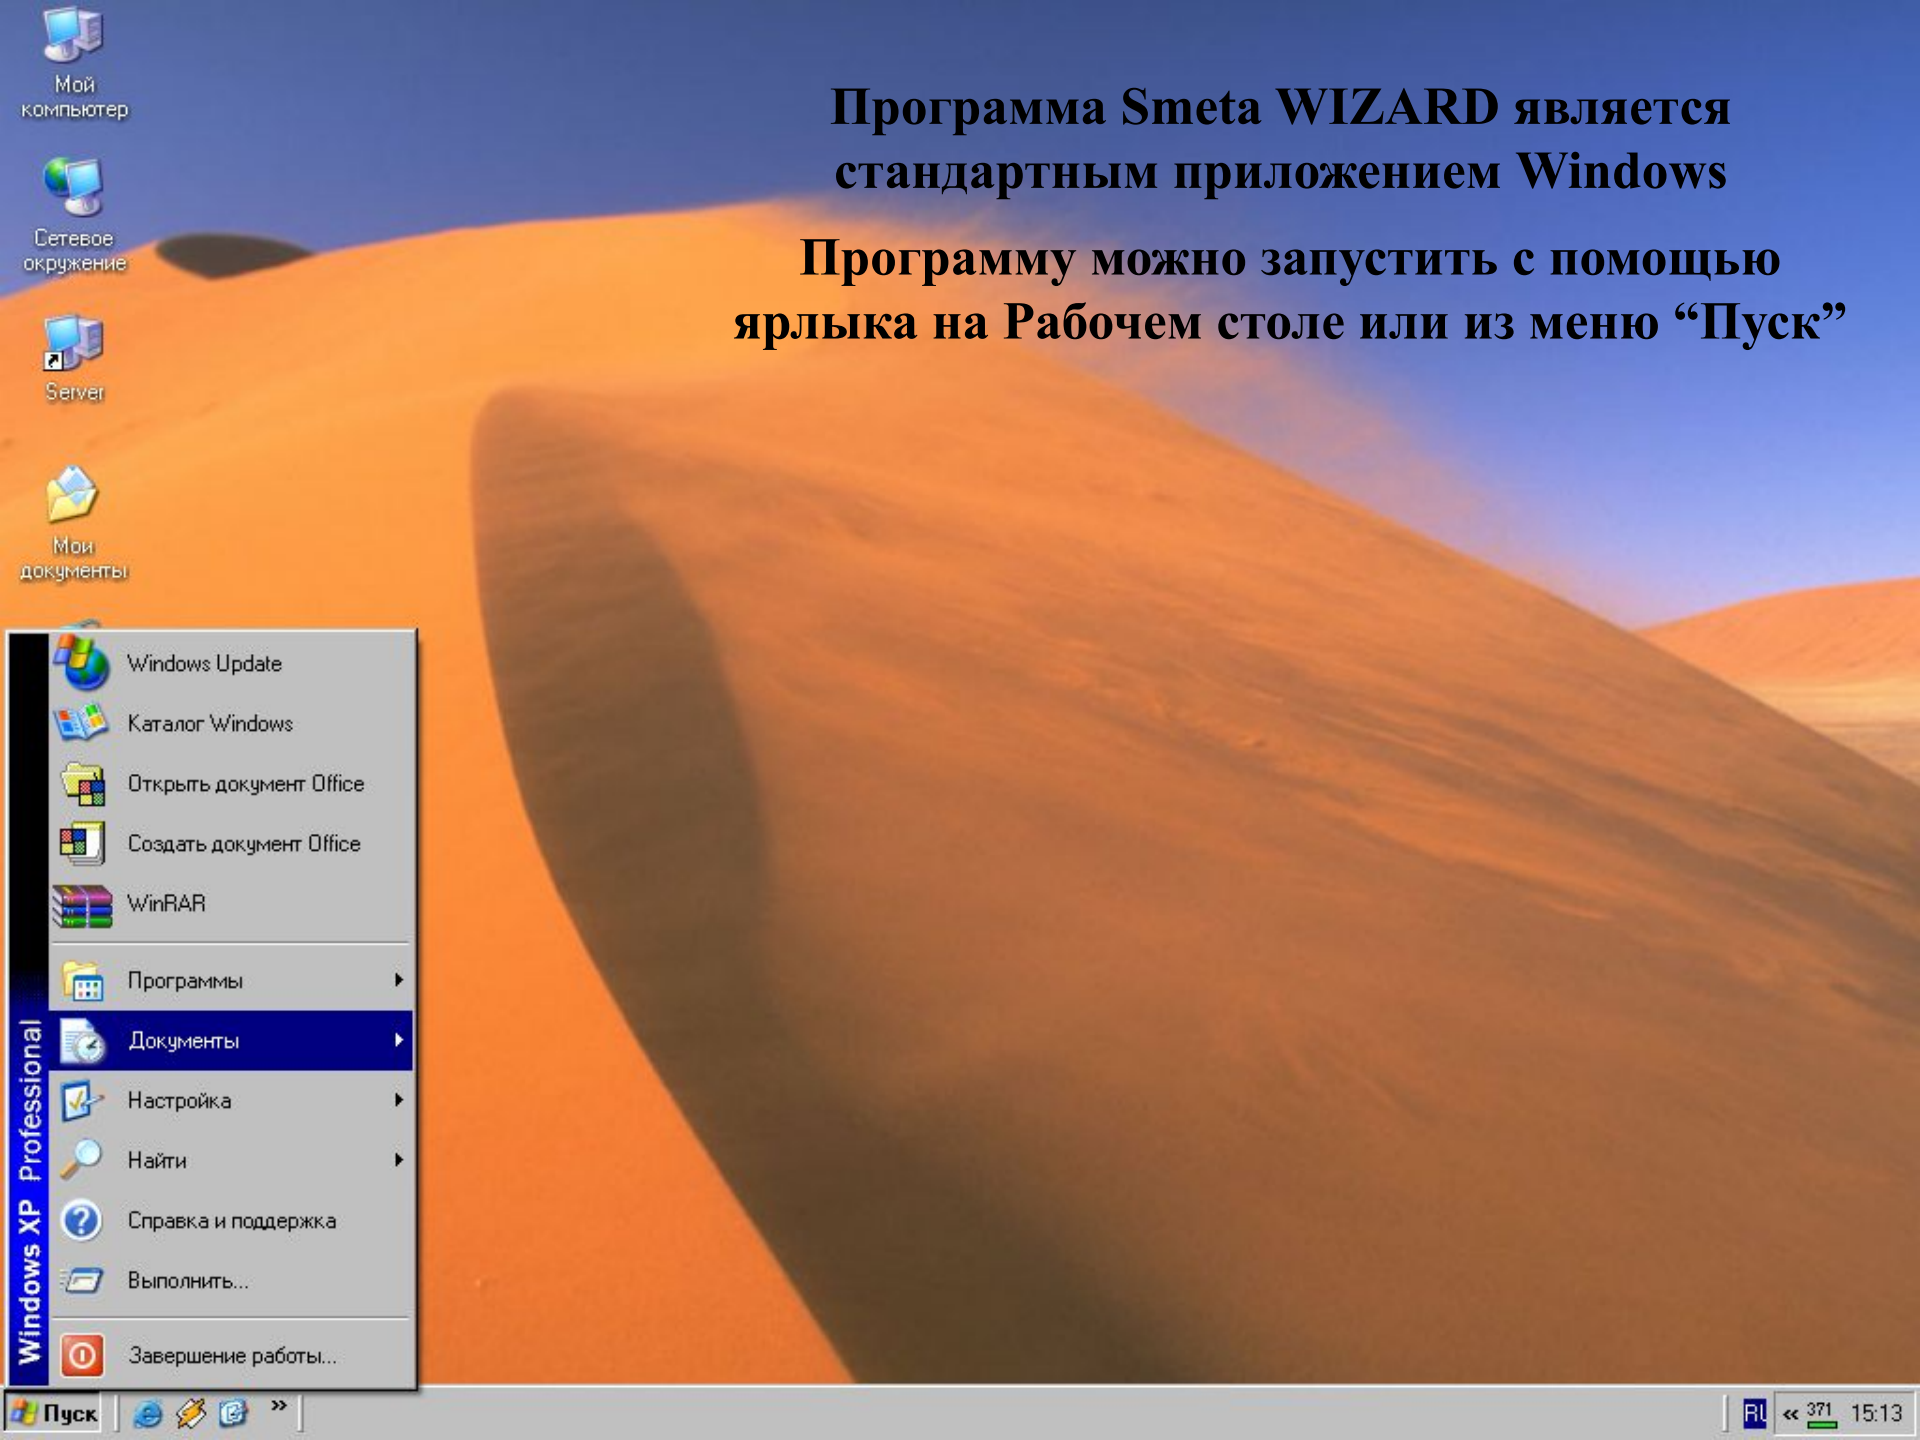 Мой
компьютер
Сетевое
окружение
Server
Мои
документы
Программа Smeta WIZARD является
стандартным приложением Windows
Программу можно запустить с помощью
ярлыка на Рабочем столе или из меню “Пуск”
Windows Update
Каталог Windows
Открыть документ Office
Создать документ Office
WinRAR
Программы
Документы
Настройка
Найти
Справка и поддержка
Выполнить...
Завершение работы...
Windows XP Professional
Пуск
»
RU
« 371 15:13